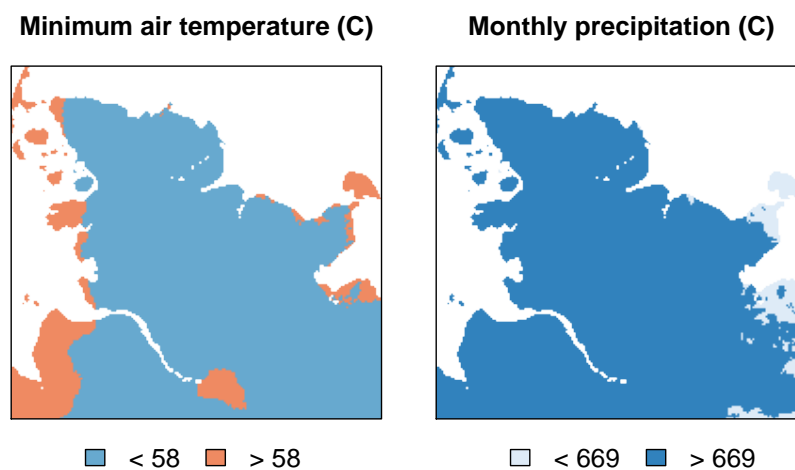 Minimum air temperature (C)
Monthly precipitation (C)
< 58 > 58
< 669 > 669